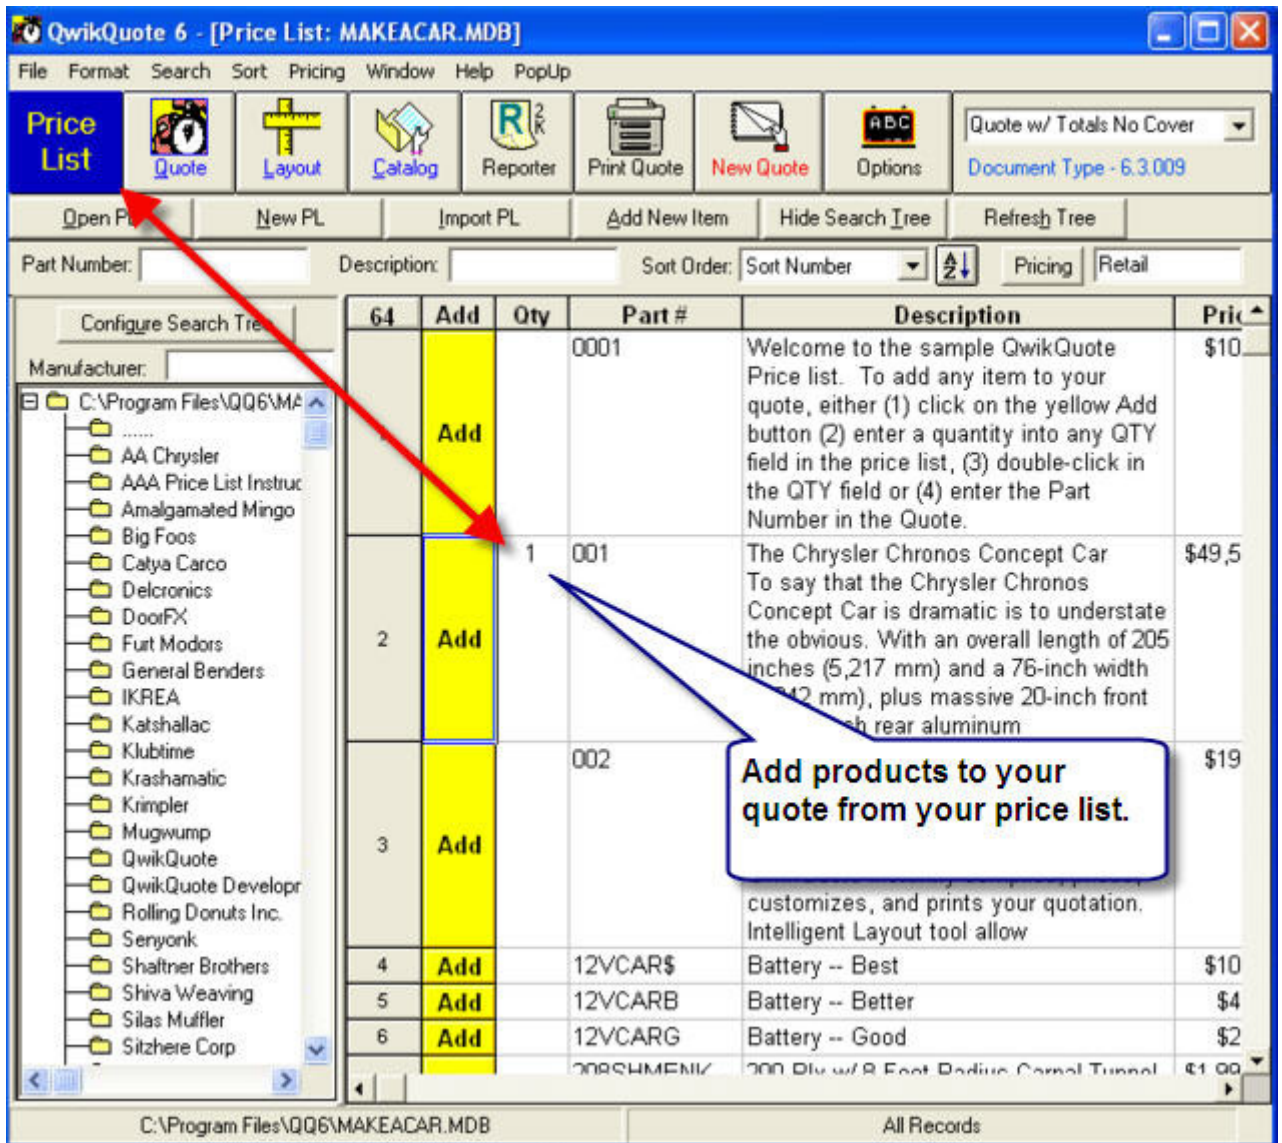 QwikQuote 6 - [Price List: MAKEACAR.MDB]
File Format Search Sort Pricing Window Help PopUp
Price List
Quote
Layout
Catalog
R 2 K
Reporter
Print Quote
New Quote
ABC
Options
Quote w/ Totals No Cover
Document Type - 6.3.009
Open PL New PL Import PL Add New Item Hide Search Tree Refresh Tree
Part Number: Description: Sort Order: Sort Number A Z Pricing Retail
Configure Search Tree
Manufacturer:
C:\Program Files\QQ6\MA
......
AA Chrysler
AAA Price List Instruc
Amalgamated Mingo
Big Foos
Catya Carco
Delcronics
DoorFX
Furt Modors
General Benders
IKREA
Katshallac
Klubtime
Krashamatic
Krimpler
Mugwump
QwikQuote
QwikQuote Developr
Rolling Donuts Inc.
Senyonk
Shaftner Brothers
Shiva Weaving
Silas Muffler
Sitzhere Corp
64 Add Qty Part # Description Pric
Add 0001 Welcome to the sample QwikQuote $10
Price list. To add any item to your
quote, either (1) click on the yellow Add
button (2) enter a quantity into any QTY
field in the price list, (3) double-click in
the QTY field or (4) enter the Part
Number in the Quote.
2 Add 1 001 The Chrysler Chronos Concept Car $49,5
To say that the Chrysler Chronos
Concept Car is dramatic is to understate
the obvious. With an overall length of 205
inches (5,217 mm) and a 76-inch width
mm), plus massive 20-inch front
rear aluminum
3 Add 002 $19
Add products to your
quote from your price list.
customizes, and prints your quotation.
Intelligent Layout tool allow
4 Add 12VCAR$ Battery -- Best $10
5 Add 12VCARB Battery -- Better $4
6 Add 12VCARG Battery -- Good $2
C:\Program Files\QQ6\MAKEACAR.MDB All Records